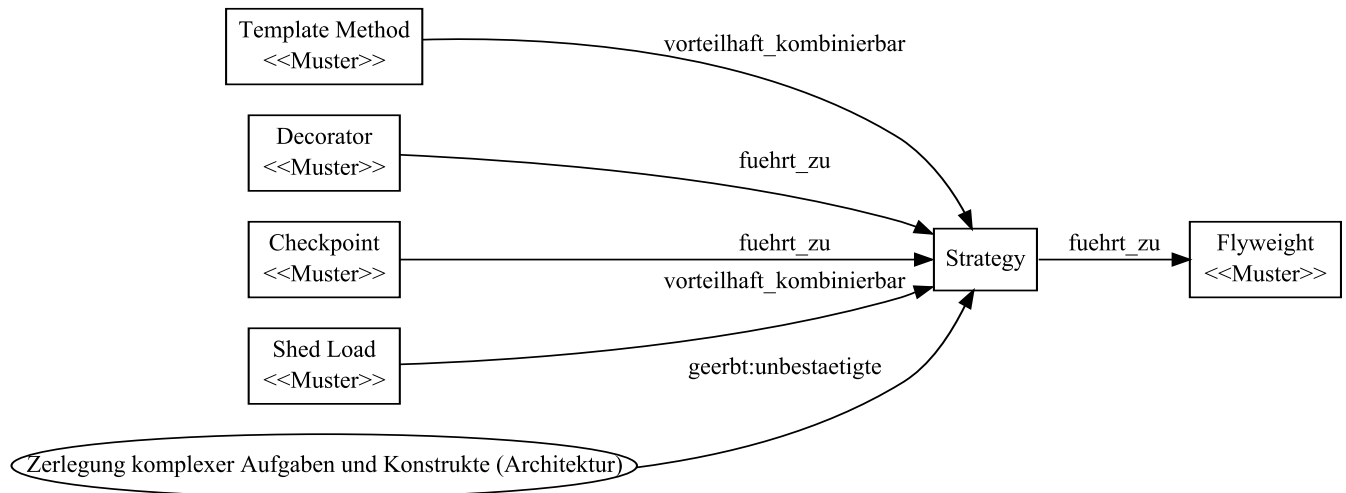 Template Method
<<Muster>>
vorteilhaft_kombinierbar
Decorator
<<Muster>>
fuehrt_zu
Checkpoint
<<Muster>>
fuehrt_zu
Strategy
fuehrt_zu
Flyweight
<<Muster>>
vorteilhaft_kombinierbar
Shed Load
<<Muster>>
geerbt:unbestaetigte
Zerlegung komplexer Aufgaben und Konstrukte (Architektur)